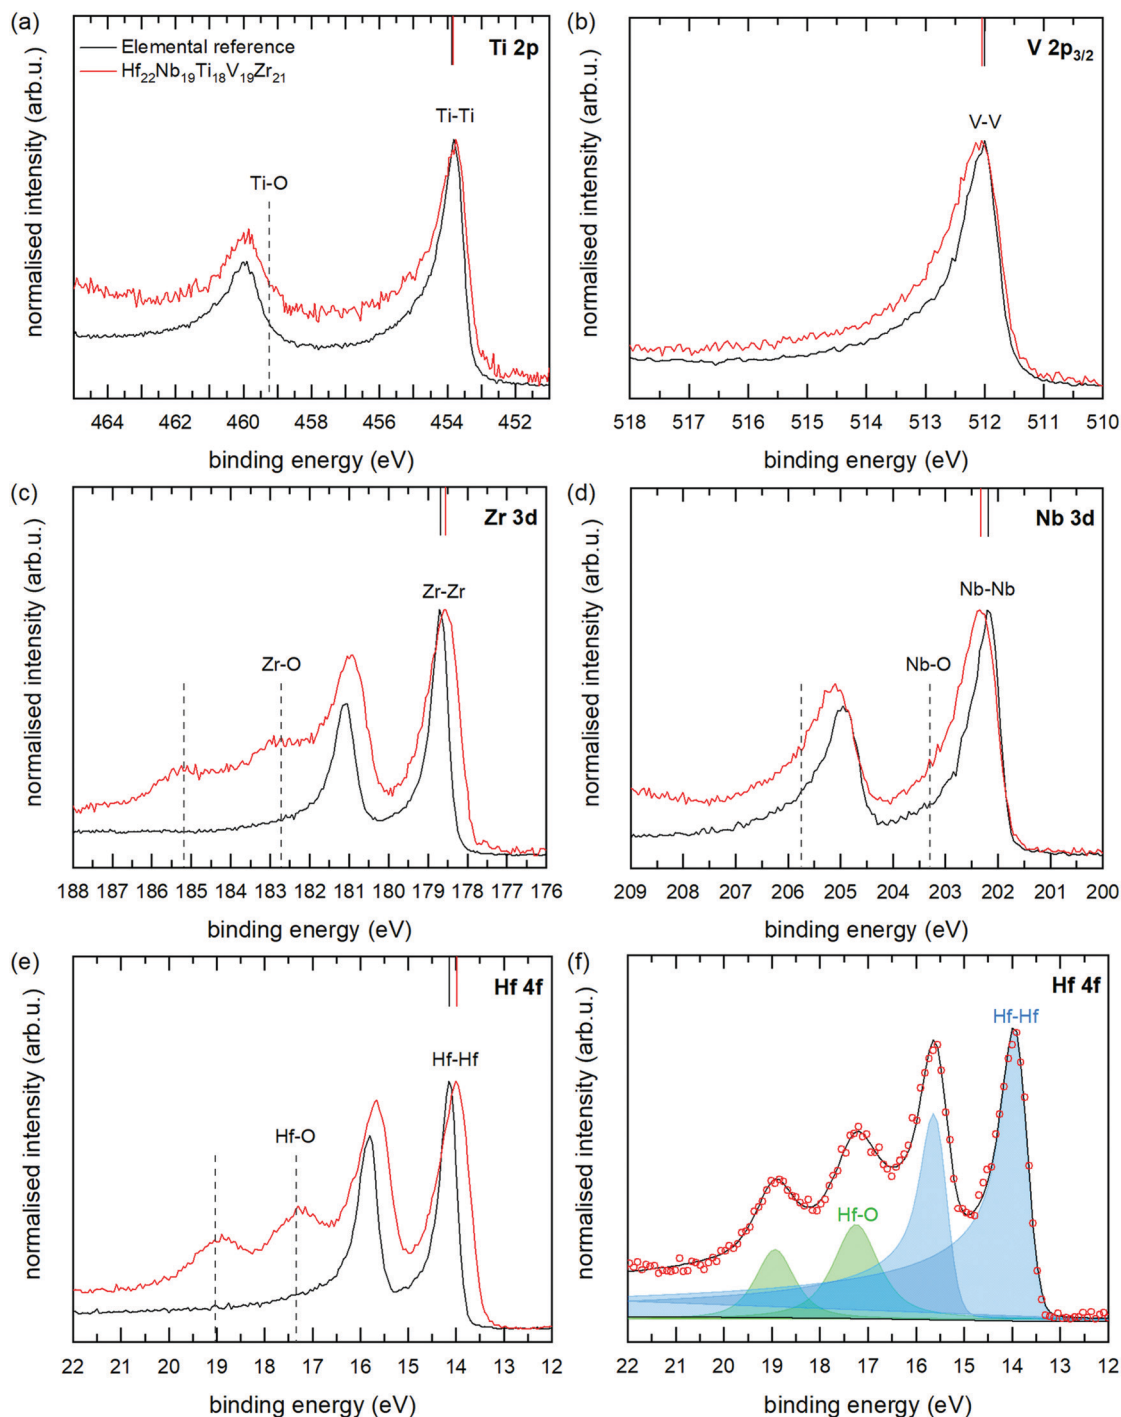 (a)
Elemental reference
Hf₂₂Nb₁₉Ti₁₈V₁₉Zr₂₁
Ti 2p
Ti-Ti
Ti-O
normalised intensity (arb.u.)
464 462 460 458 456 454 452
binding energy (eV)
(b)
V 2p₃/₂
V-V
normalised intensity (arb.u.)
518 517 516 515 514 513 512 511 510
binding energy (eV)
(c)
Zr 3d
Zr-Zr
Zr-O
normalised intensity (arb.u.)
188 187 185 184 183 181 180 179 178 176
binding energy (eV)
(d)
Nb 3d
Nb-Nb
Nb-O
normalised intensity (arb.u.)
209 208 207 206 205 204 203 202 201 200
binding energy (eV)
(e)
Hf 4f
Hf-Hf
Hf-O
normalised intensity (arb.u.)
22 21 20 19 18 17 16 15 14 13 12
binding energy (eV)
(f)
Hf 4f
Hf-Hf
Hf-O
normalised intensity (arb.u.)
22 21 20 19 18 17 16 15 14 13 12
binding energy (eV)